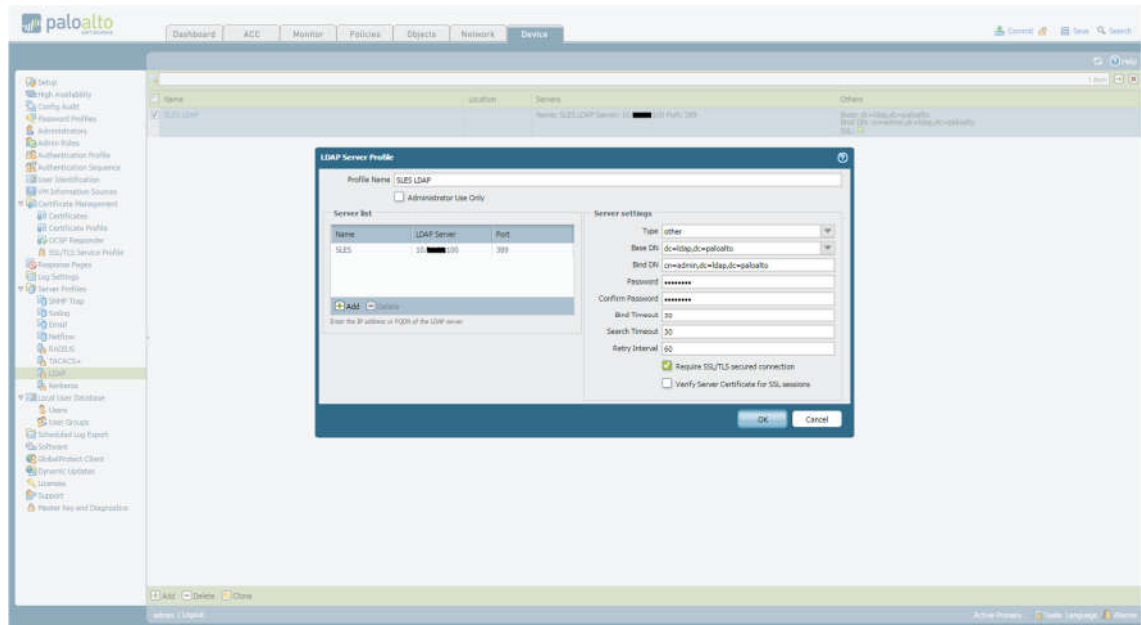 paloalto
Dashboard
ACC
Monitor
Policies
Objects
Network
Device
Commit
Save
Search
Help
Setup
High Availability
Config Audit
Password Profiles
Administrators
Admin Roles
Authentication Profile
Authentication Sequence
User Identification
VM Information Sources
Certificate Management
Certificates
Certificate Profile
OCSP Responder
SSL/TLS Service Profile
Response Pages
Log Settings
Server Profiles
SNMP Trap
Syslog
Email
Netflow
RADIUS
TACACS+
LDAP
Kerberos
Local User Database
Users
User Groups
Scheduled Log Export
Software
GlobalProtect Client
Dynamic Updates
Licenses
Support
Master Key and Diagnostics
Name
Location
Servers
Others
SLES LDAP
LDAP Server Profile
Profile Name SLES LDAP
Administrator Use Only
Server list
Name LDAP Server Port
SLES 10. 100 389
Add Delete
Enter the IP address or FQDN of the LDAP server
Server settings
Type other
Base DN dc=ldap,dc=paloalto
Bind DN cn=admin,dc=ldap,dc=paloalto
Password ••••••••
Confirm Password ••••••••
Bind Timeout 30
Search Timeout 30
Retry Interval 60
Require SSL/TLS secured connection
Verify Server Certificate for SSL sessions
OK Cancel
Add Delete Clone
admin | Logout
Active Primary
Tasks
Language